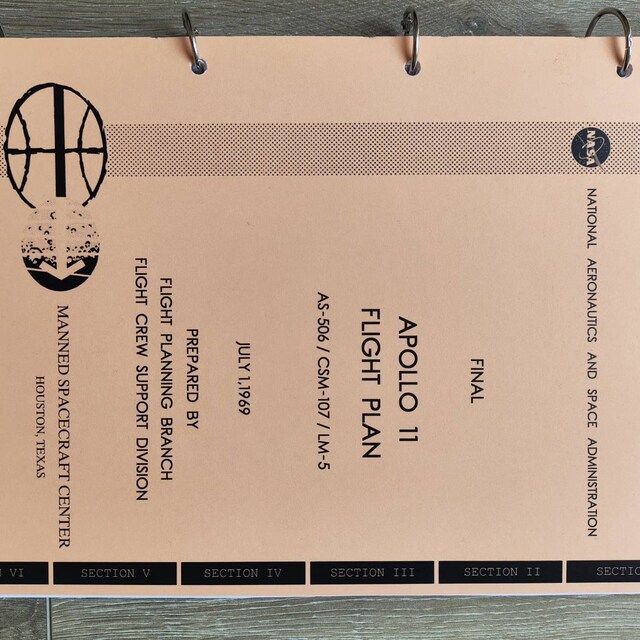 NASA
NATIONAL AERONAUTICS AND SPACE ADMINISTRATION
FINAL
APOLLO 11
FLIGHT PLAN
AS-506 / CSM-107 / LM-5
JULY 1,1969
PREPARED BY
FLIGHT PLANNING BRANCH
FLIGHT CREW SUPPORT DIVISION
MANNED SPACECRAFT CENTER
HOUSTON, TEXAS
SECTION II
SECTION III
SECTION IV
SECTION V
VI